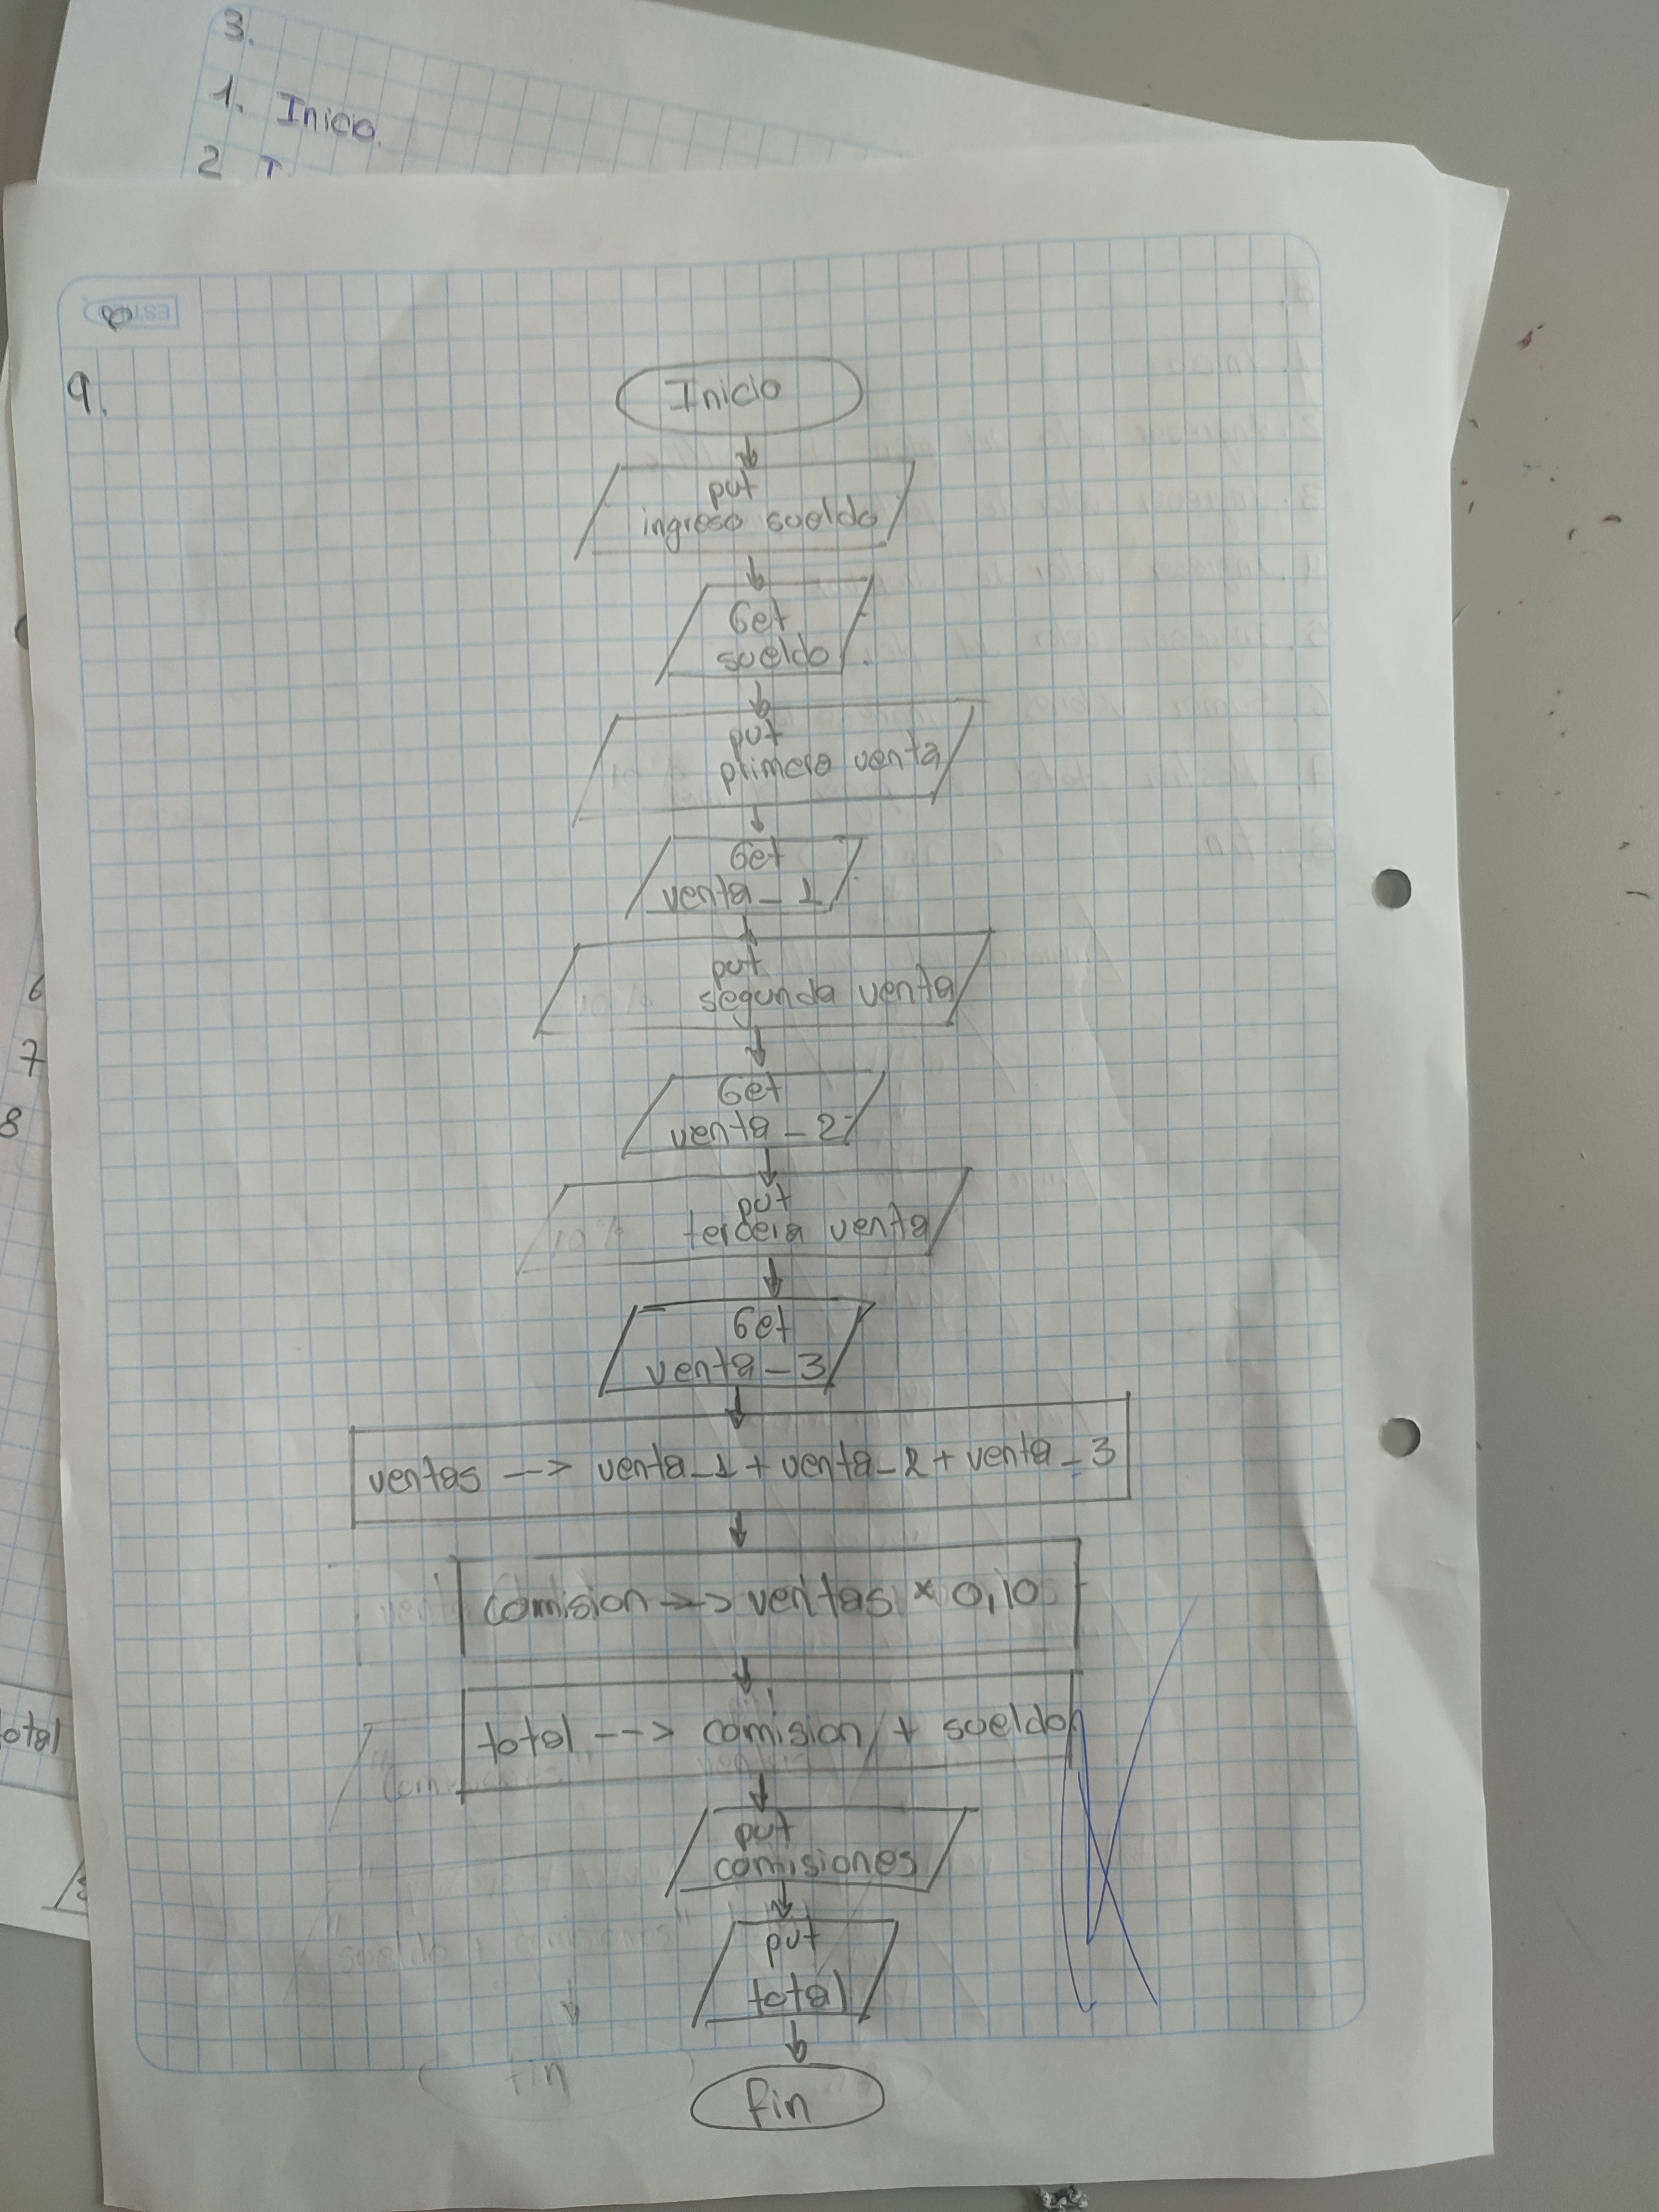 3.
1. Inicio.
2
9.
Inicio
put
ingreso sueldo
Get
sueldo
put
primera venta
Get
venta_1
put
segunda venta
Get
venta_2
put
tercera venta
Get
venta_3
ventas --> venta_1 + venta_2 + venta_3
comision --> ventas * 0,10
total --> comision + sueldo
put
comisiones
put
total
fin
6
7
8
otal
fin